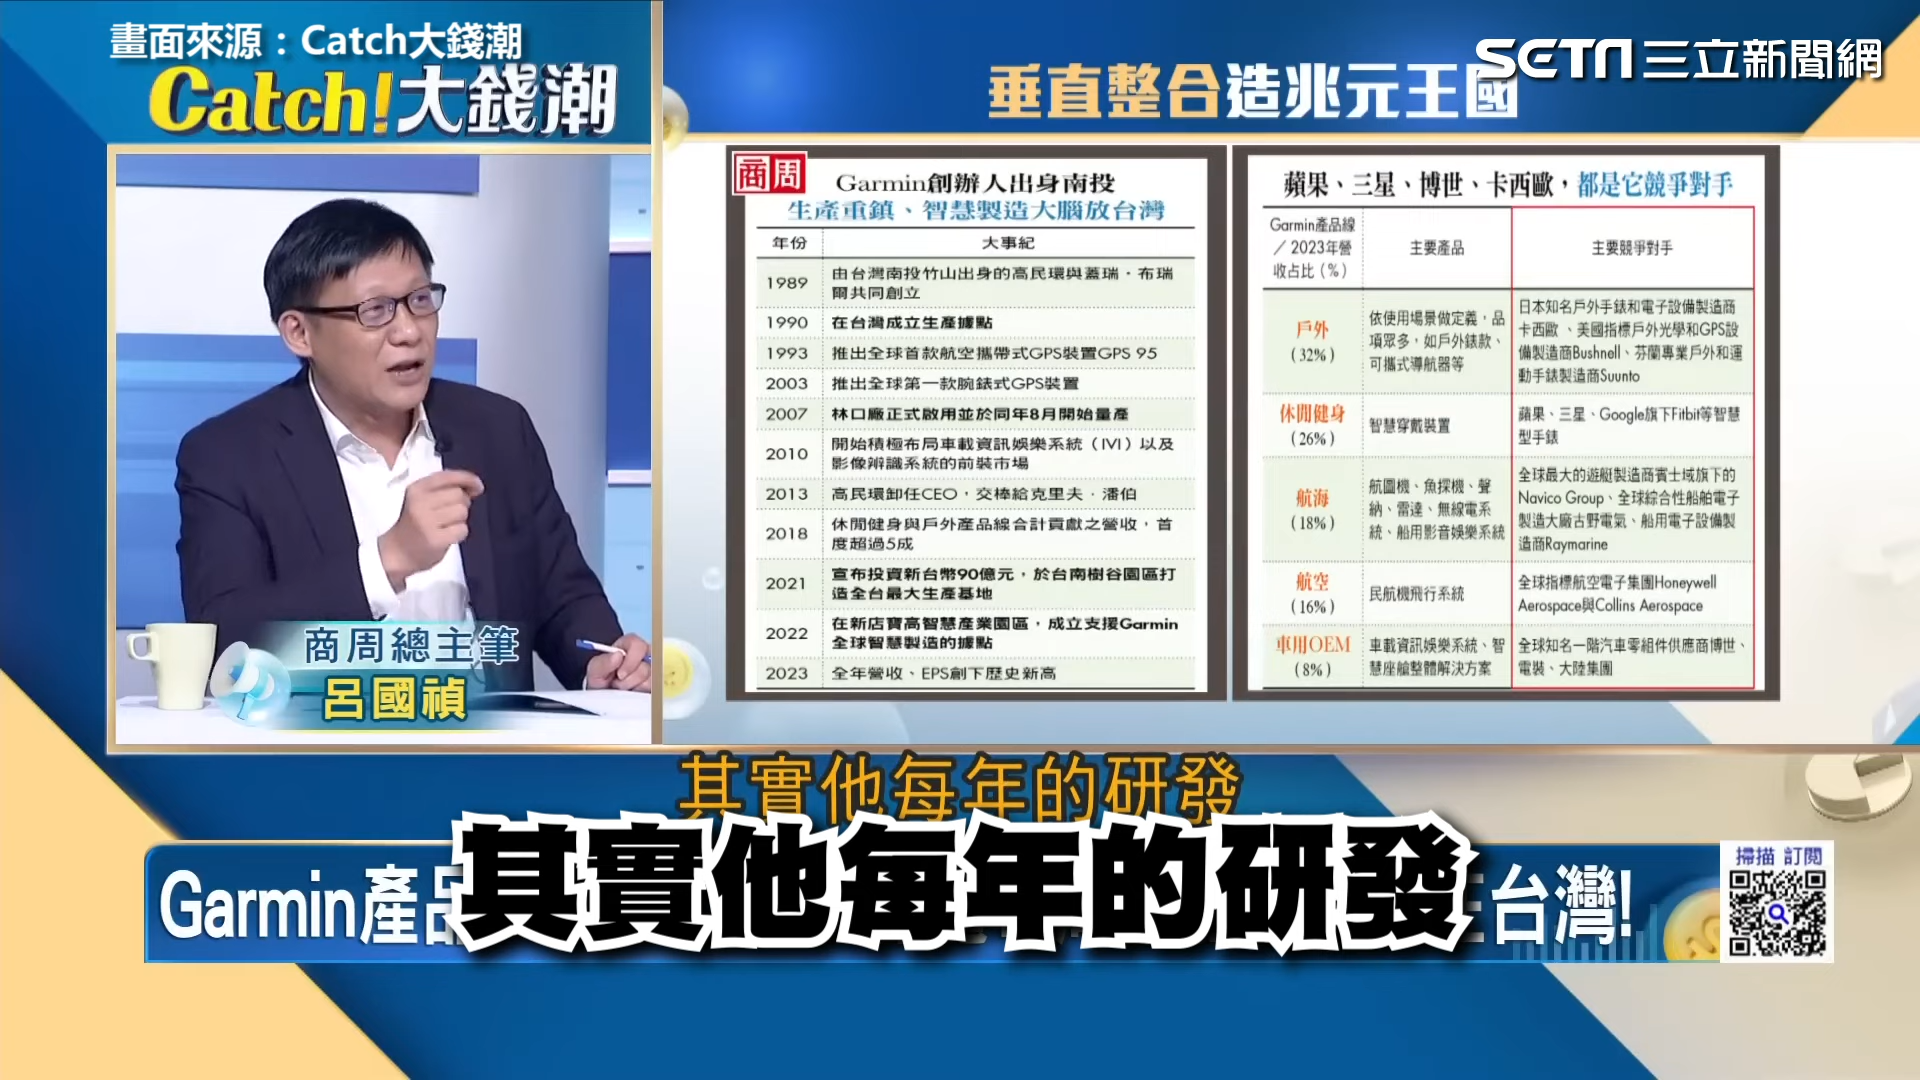 畫面來源：Catch大錢潮
Catch!大錢潮
SETN三立新聞網
垂直整合造兆元王國
商周
Garmin創辦人出身南投
生產重鎮、智慧製造大腦放台灣
年份 大事紀
1989 由台灣南投竹山出身的高民環與蓋瑞．布瑞
爾共同創立
1990 在台灣成立生產據點
1993 推出全球首款航空攜帶式GPS裝置GPS 95
2003 推出全球第一款腕錶式GPS裝置
2007 林口廠正式啟用並於同年8月開始量產
2010 開始積極布局車載資訊娛樂系統（IVI）以及
影像辨識系統的前裝市場
2013 高民環卸任CEO，交棒給克里夫．潘伯
2018 休閒健身與戶外產品線合計貢獻之營收，首
度超過5成
2021 宣布投資新台幣90億元，於台南樹谷園區打
造全台最大生產基地
2022 在新店寶高智慧產業園區，成立支援Garmin
全球智慧製造的據點
2023 全年營收、EPS創下歷史新高
蘋果、三星、博世、卡西歐，都是它競爭對手
Garmin產品線
／2023年營
收占比（%）
主要產品
主要競爭對手
戶外
（32%）
依使用場景做定義，品
項眾多，如戶外錶款、
可攜式導航器等
日本知名戶外手錶和電子設備製造商
卡西歐、美國指標戶外光學和GPS設
備製造商Bushnell、芬蘭專業戶外和運
動手錶製造商Suunto
休閒健身
（26%）
智慧穿戴裝置
蘋果、三星、Google旗下Fitbit等智慧
型手錶
航海
（18%）
航圖機、魚探機、聲
納、雷達、無線電系
統、船用影音娛樂系統
全球最大的遊艇製造商賓士域旗下的
Navico Group、全球綜合性船舶電子
製造大廠古野電氣、船用電子設備製
造商Raymarine
航空
（16%）
民航機飛行系統
全球指標航空電子集團Honeywell
Aerospace與Collins Aerospace
車用OEM
（8%）
車載資訊娛樂系統、智
慧座艙整體解決方案
全球知名一階汽車零組件供應商博世、
電裝、大陸集團
商周總主筆
呂國禎
其實他每年的研發
其實他每年的研發
Garmin產品
台灣!
掃描 訂閱